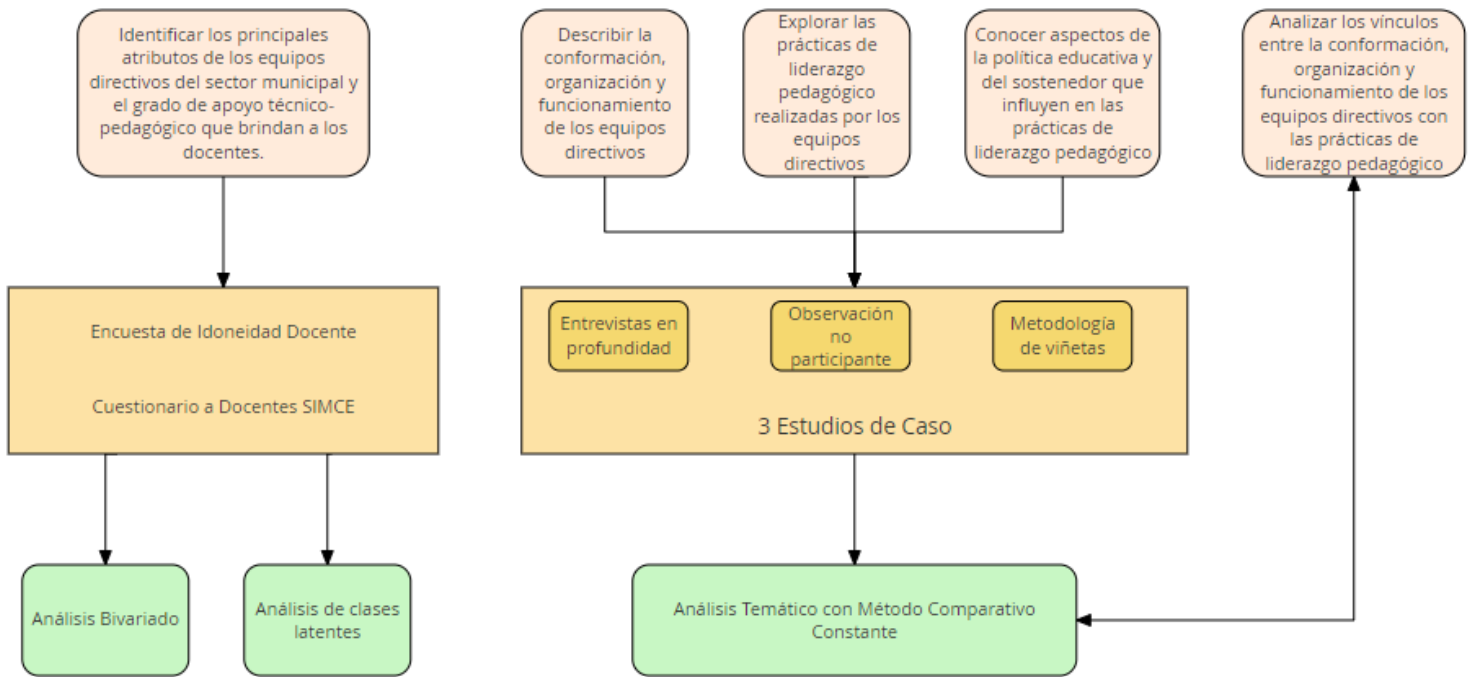 Identificar los principales
atributos de los equipos
directivos del sector municipal y
el grado de apoyo técnico-
pedagógico que brindan a los
docentes.
Describir la
conformación,
organización y
funcionamiento
de los equipos
directivos
Explorar las
prácticas de
liderazgo
pedagógico
realizadas por los
equipos
directivos
Conocer aspectos de
la política educativa y
del sostenedor que
influyen en las
prácticas de
liderazgo pedagógico
Analizar los vínculos
entre la conformación,
organización y
funcionamiento de los
equipos directivos con
las prácticas de
liderazgo pedagógico
Encuesta de Idoneidad Docente
Cuestionario a Docentes SIMCE
Entrevistas en
profundidad
Observación
no
participante
Metodología
de viñetas
3 Estudios de Caso
Análisis Bivariado
Análisis de clases
latentes
Análisis Temático con Método Comparativo
Constante